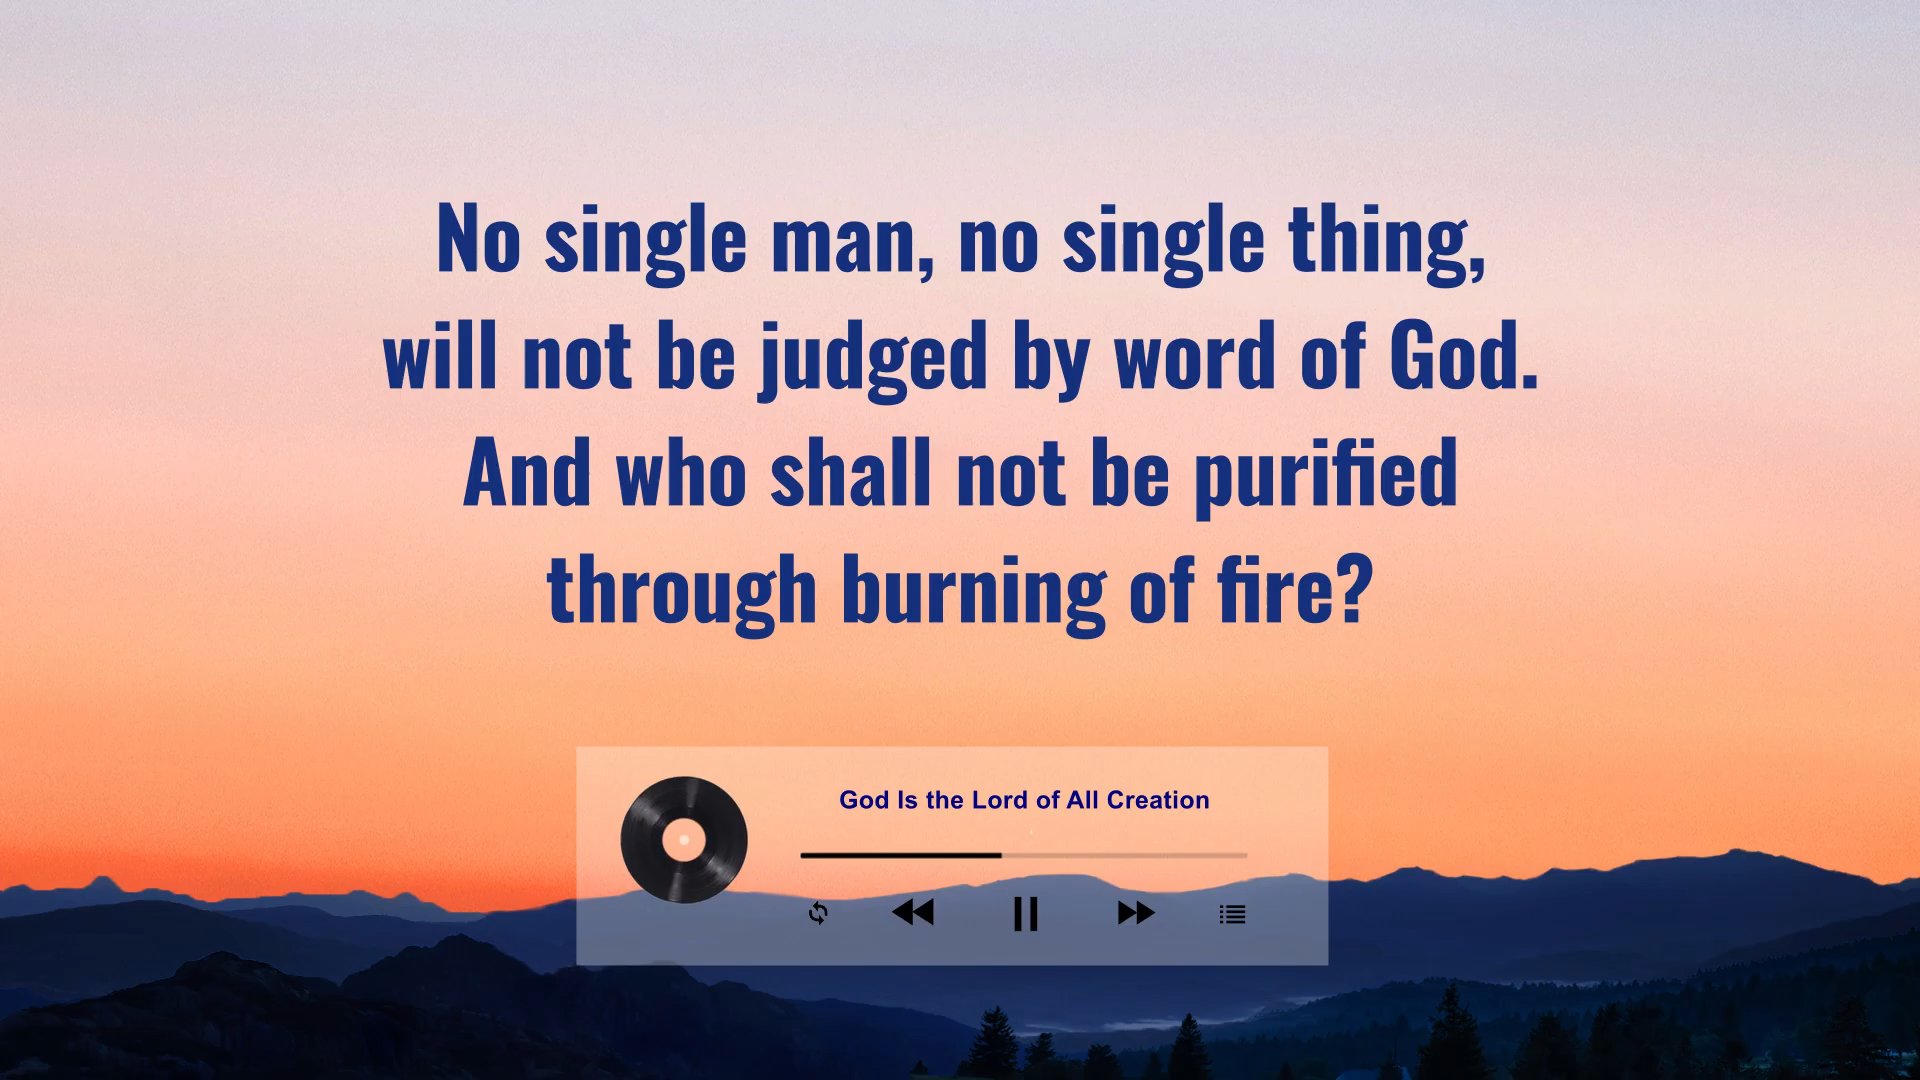 No single man, no single thing,
will not be judged by word of God.
And who shall not be purified
through burning of fire?
God Is the Lord of All Creation